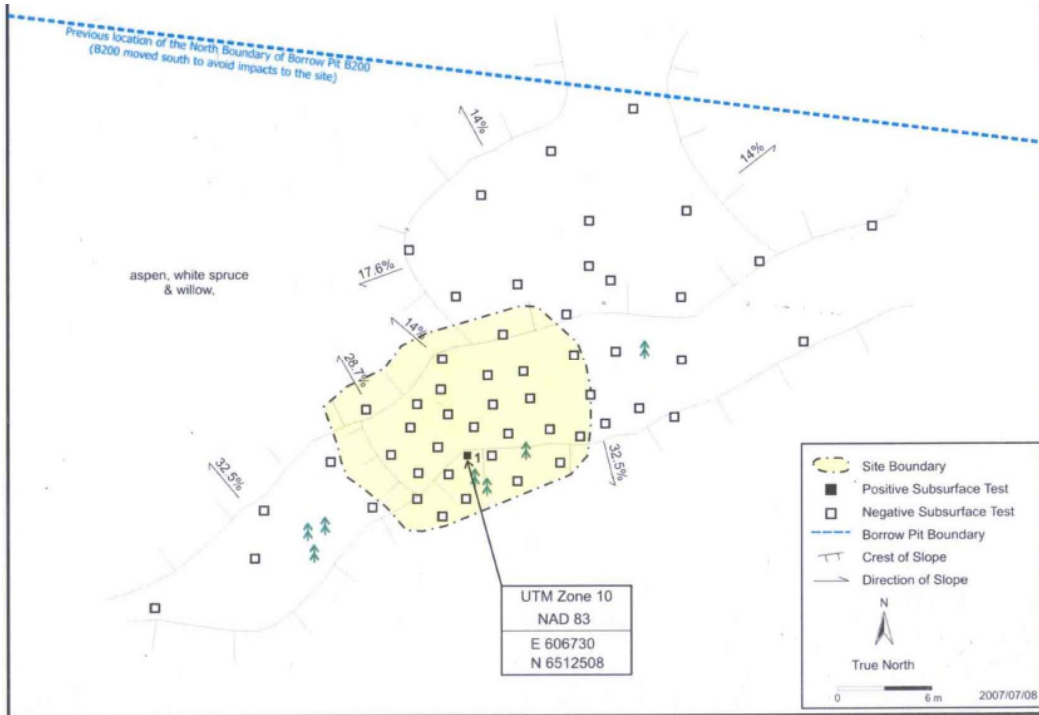 Previous location of the North Boundary of Borrow Pit B200
(B200 moved south to avoid impacts to the site)
14%
14%
17.6%
aspen, white spruce
& willow,
14%
28.7%
32.5%
1
32.5%
UTM Zone 10
NAD 83
E 606730
N 6512508
Site Boundary
Positive Subsurface Test
Negative Subsurface Test
Borrow Pit Boundary
Crest of Slope
Direction of Slope
N
True North
0 6 m
2007/07/08